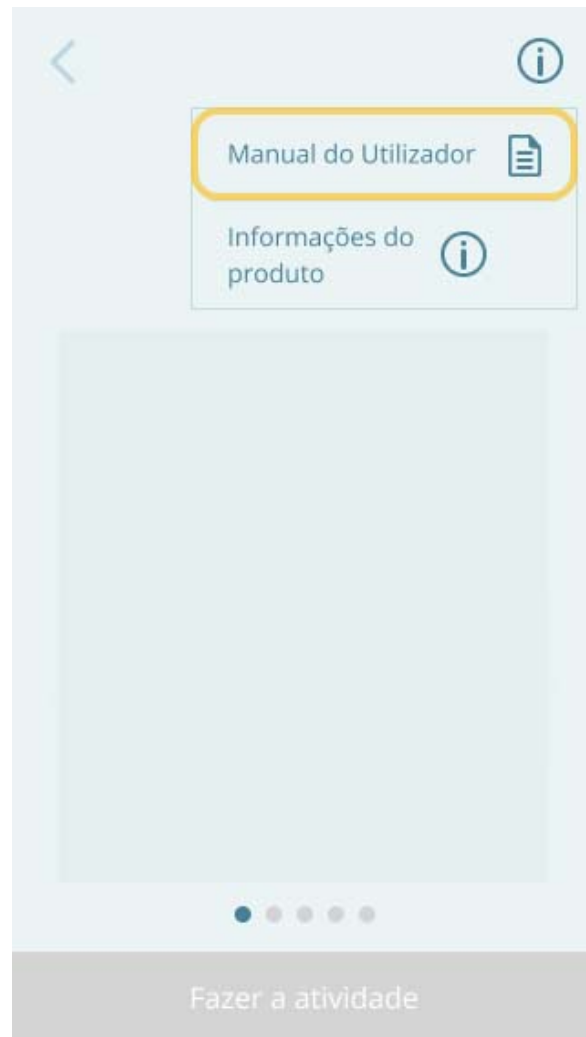 Manual do Utilizador
Informações do
produto
Fazer a atividade